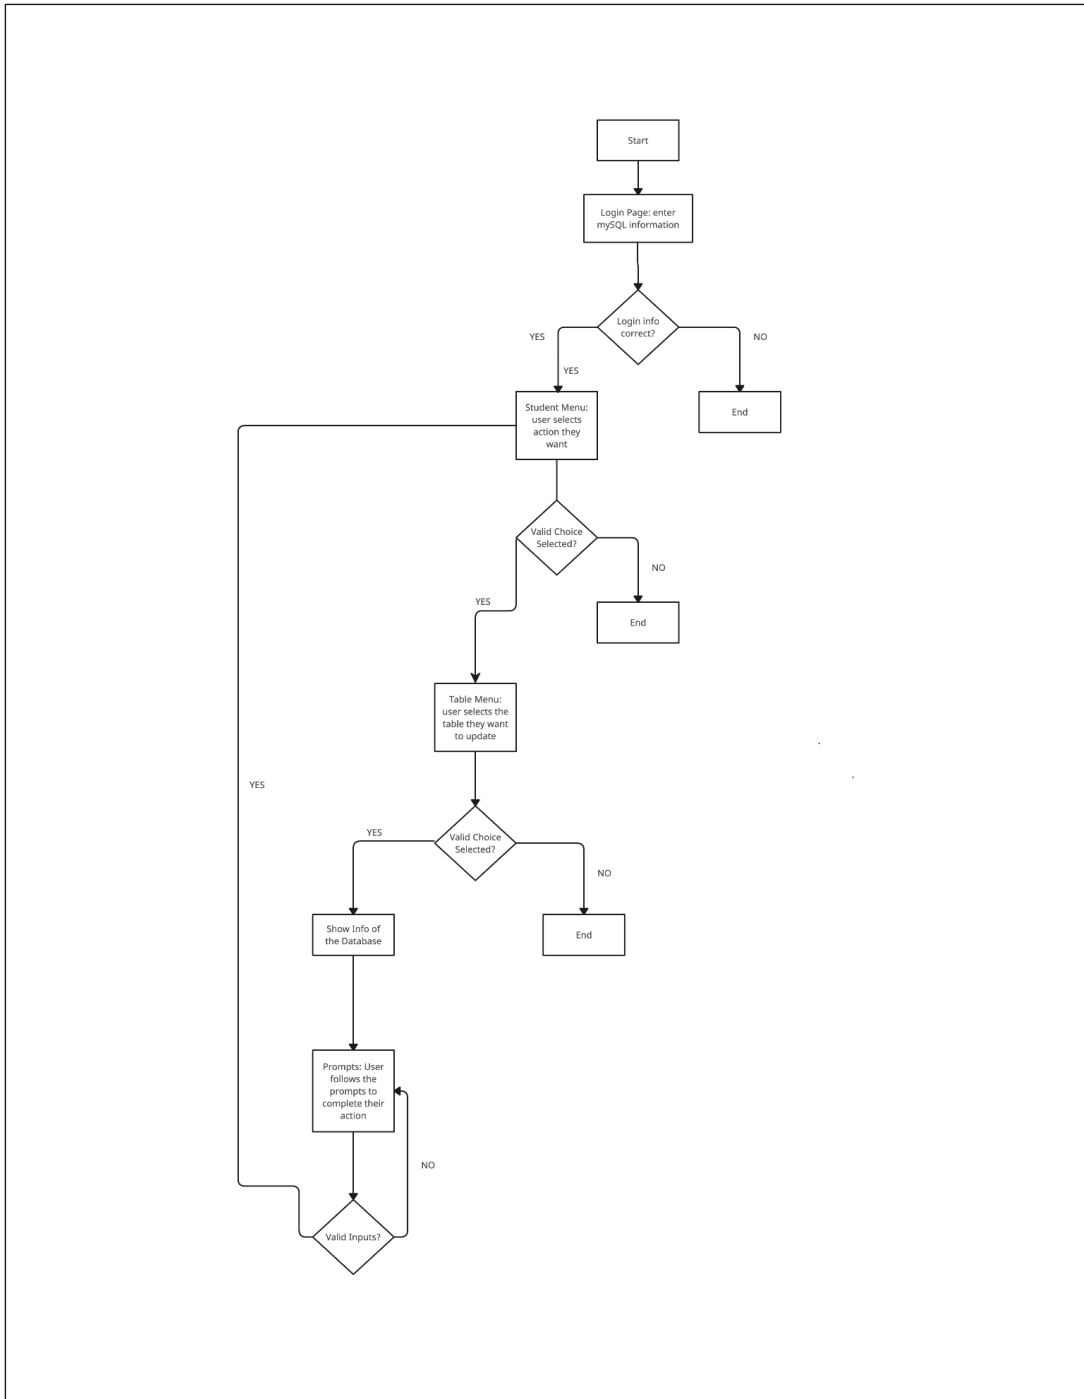 Start
Login Page: enter
mySQL information
Login info
correct?
YES
NO
YES
Student Menu:
user selects
action they
want
End
Valid Choice
Selected?
NO
YES
End
Table Menu:
user selects the
table they want
to update
YES
Valid Choice
Selected?
YES
NO
Show Info of
the Database
End
Prompts: User
follows the
prompts to
complete their
action
NO
Valid Inputs?